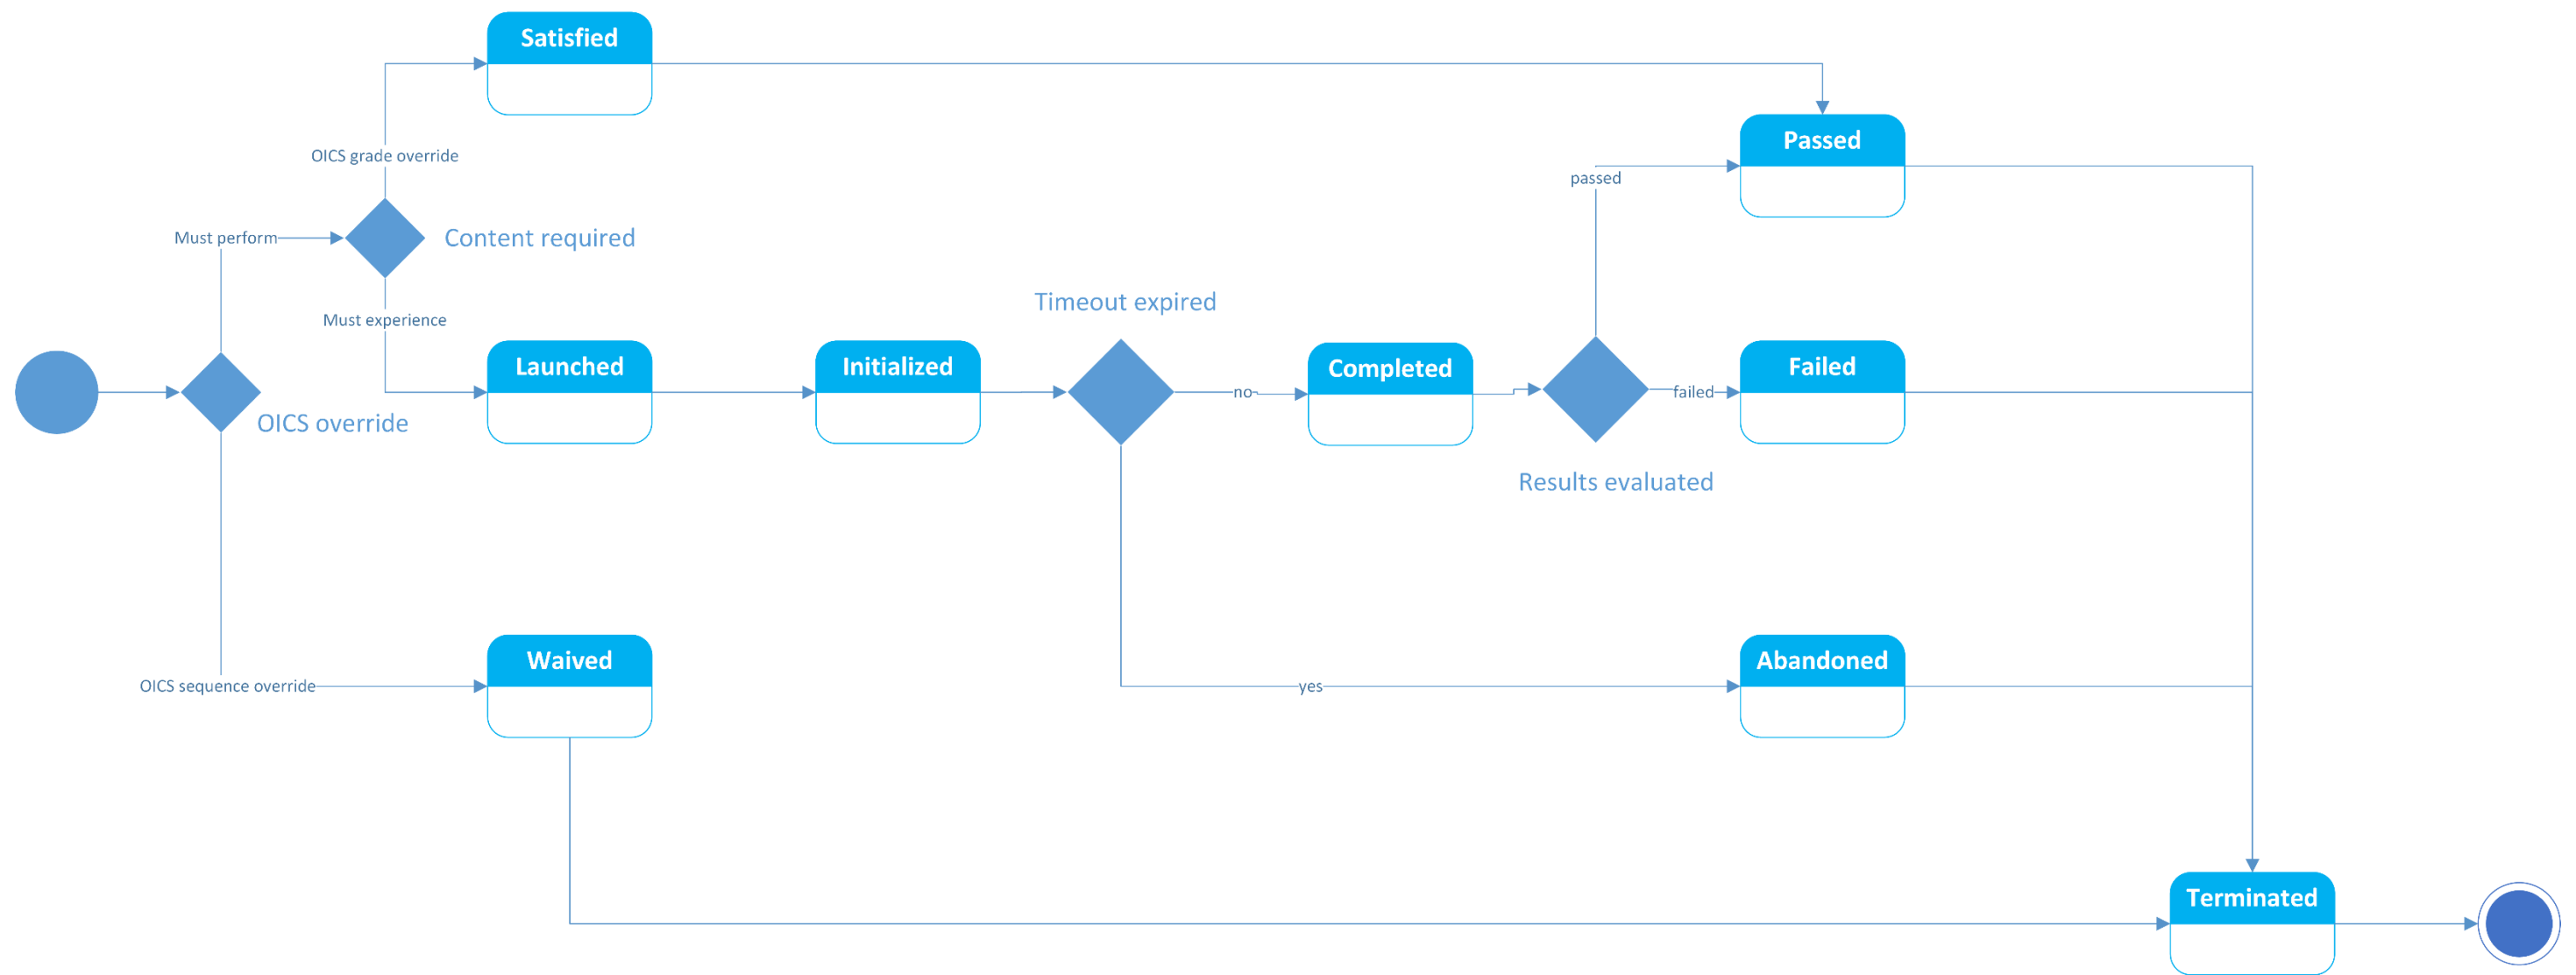 Satisfied
Passed
OICS grade override
passed
Must perform
Content required
Timeout expired
Must experience
Launched
Initialized
Completed
Failed
no
failed
OICS override
Results evaluated
Waived
Abandoned
OICS sequence override
yes
Terminated